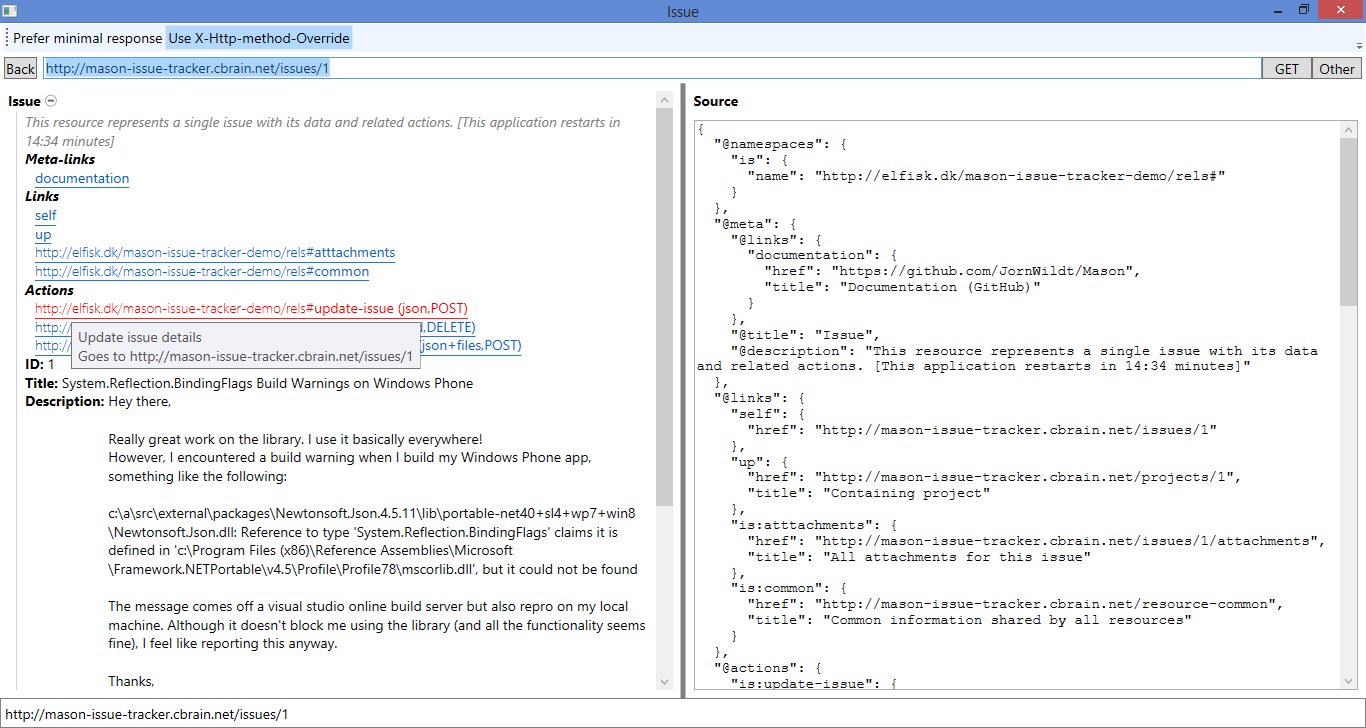 Issue
Prefer minimal response Use X-Http-method-Override
Back http://mason-issue-tracker.cbrain.net/issues/1 GET Other
Issue
This resource represents a single issue with its data and related actions. [This application restarts in
14:34 minutes]
Meta-links
documentation
Links
self
up
http://elfisk.dk/mason-issue-tracker-demo/rels#atttachments
http://elfisk.dk/mason-issue-tracker-demo/rels#common
Actions
http://elfisk.dk/mason-issue-tracker-demo/rels#update-issue (json,POST)
http:/ ,DELETE)
http:/ (json+files,POST)
Update issue details
Goes to http://mason-issue-tracker.cbrain.net/issues/1
ID: 1
Title: System.Reflection.BindingFlags Build Warnings on Windows Phone
Description: Hey there,
Really great work on the library. I use it basically everywhere!
However, I encountered a build warning when I build my Windows Phone app,
something like the following:
c:\a\src\external\packages\Newtonsoft.Json.4.5.11\lib\portable-net40+sl4+wp7+win8
\Newtonsoft.Json.dll: Reference to type 'System.Reflection.BindingFlags' claims it is
defined in 'c:\Program Files (x86)\Reference Assemblies\Microsoft
\Framework.NETPortable\v4.5\Profile\Profile78\mscorlib.dll', but it could not be found
The message comes off a visual studio online build server but also repro on my local
machine. Although it doesn't block me using the library (and all the functionality seems
fine), I feel like reporting this anyway.
Thanks,
Source
{
"@namespaces": {
"is": {
"name": "http://elfisk.dk/mason-issue-tracker-demo/rels#"
}
},
"@meta": {
"@links": {
"documentation": {
"href": "https://github.com/JornWildt/Mason",
"title": "Documentation (GitHub)"
}
},
"@title": "Issue",
"@description": "This resource represents a single issue with its data
and related actions. [This application restarts in 14:34 minutes]"
},
"@links": {
"self": {
"href": "http://mason-issue-tracker.cbrain.net/issues/1"
},
"up": {
"href": "http://mason-issue-tracker.cbrain.net/projects/1",
"title": "Containing project"
},
"is:atttachments": {
"href": "http://mason-issue-tracker.cbrain.net/issues/1/attachments",
"title": "All attachments for this issue"
},
"is:common": {
"href": "http://mason-issue-tracker.cbrain.net/resource-common",
"title": "Common information shared by all resources"
}
},
"@actions": {
"is:update-issue": {
http://mason-issue-tracker.cbrain.net/issues/1